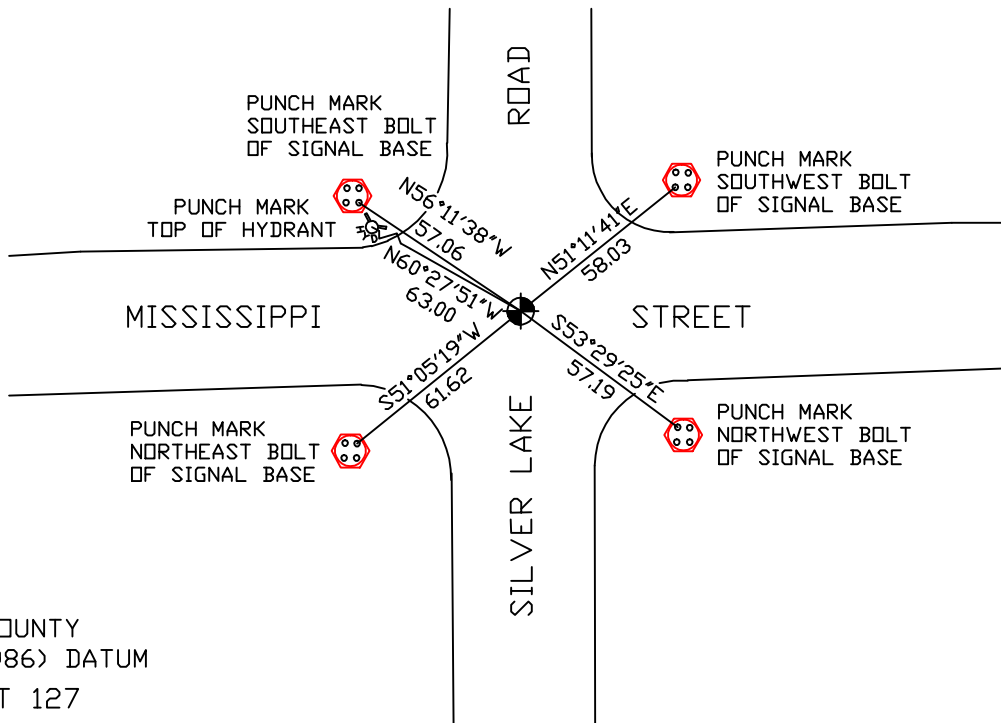 ROAD
PUNCH MARK
SOUTHEAST BOLT
OF SIGNAL BASE
PUNCH MARK
SOUTHWEST BOLT
OF SIGNAL BASE
PUNCH MARK
TOP OF HYDRANT
HYD
N56°11'38"W
57.06
N51°11'41"E
58.03
N60°27'51"W
63.00
MISSISSIPPI STREET
S51°05'19"W
61.62
S53°29'25"E
57.19
PUNCH MARK
NORTHEAST BOLT
OF SIGNAL BASE
PUNCH MARK
NORTHWEST BOLT
OF SIGNAL BASE
SILVER LAKE
OUNTY
86) DATUM
T 127